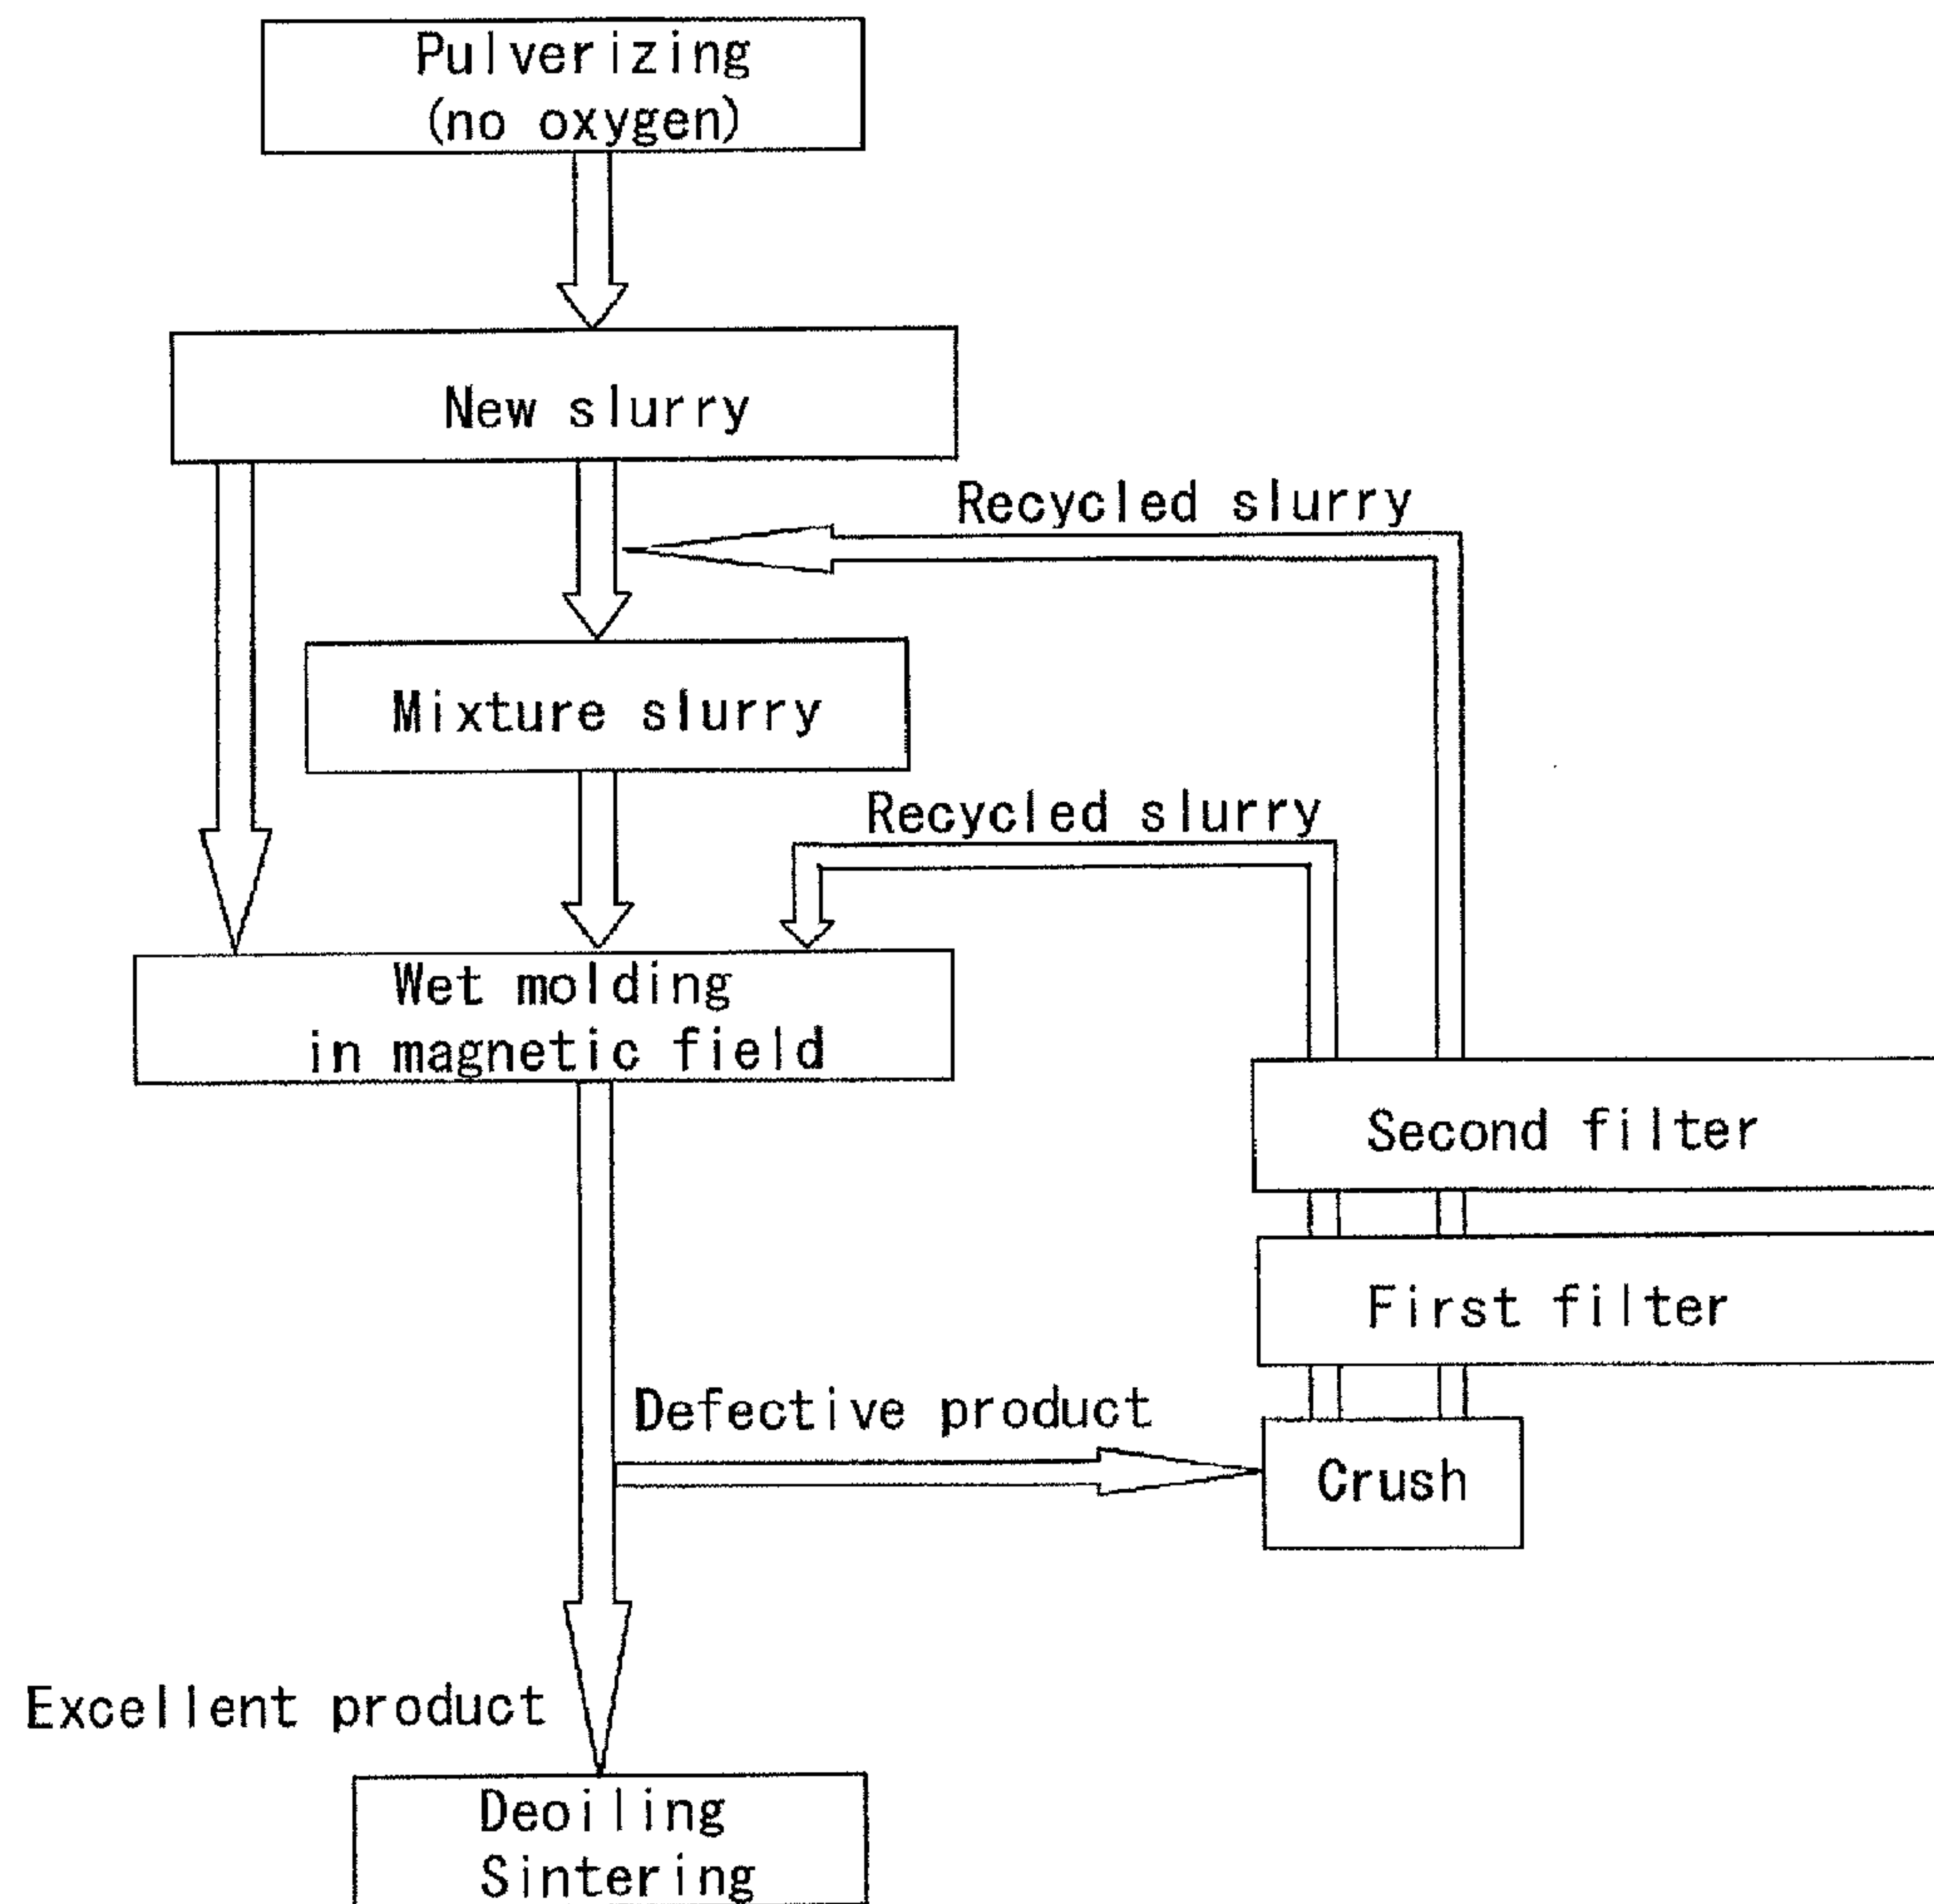 Pulverizing
(no oxygen)
New slurry
Recycled slurry
Mixture slurry
Recycled slurry
Wet molding
in magnetic field
Second filter
First filter
Defective product
Crush
Excellent product
Deoiling
Sintering